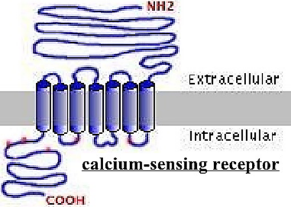 NH2
Extracellular
Intracellular
calcium-sensing receptor
COOH